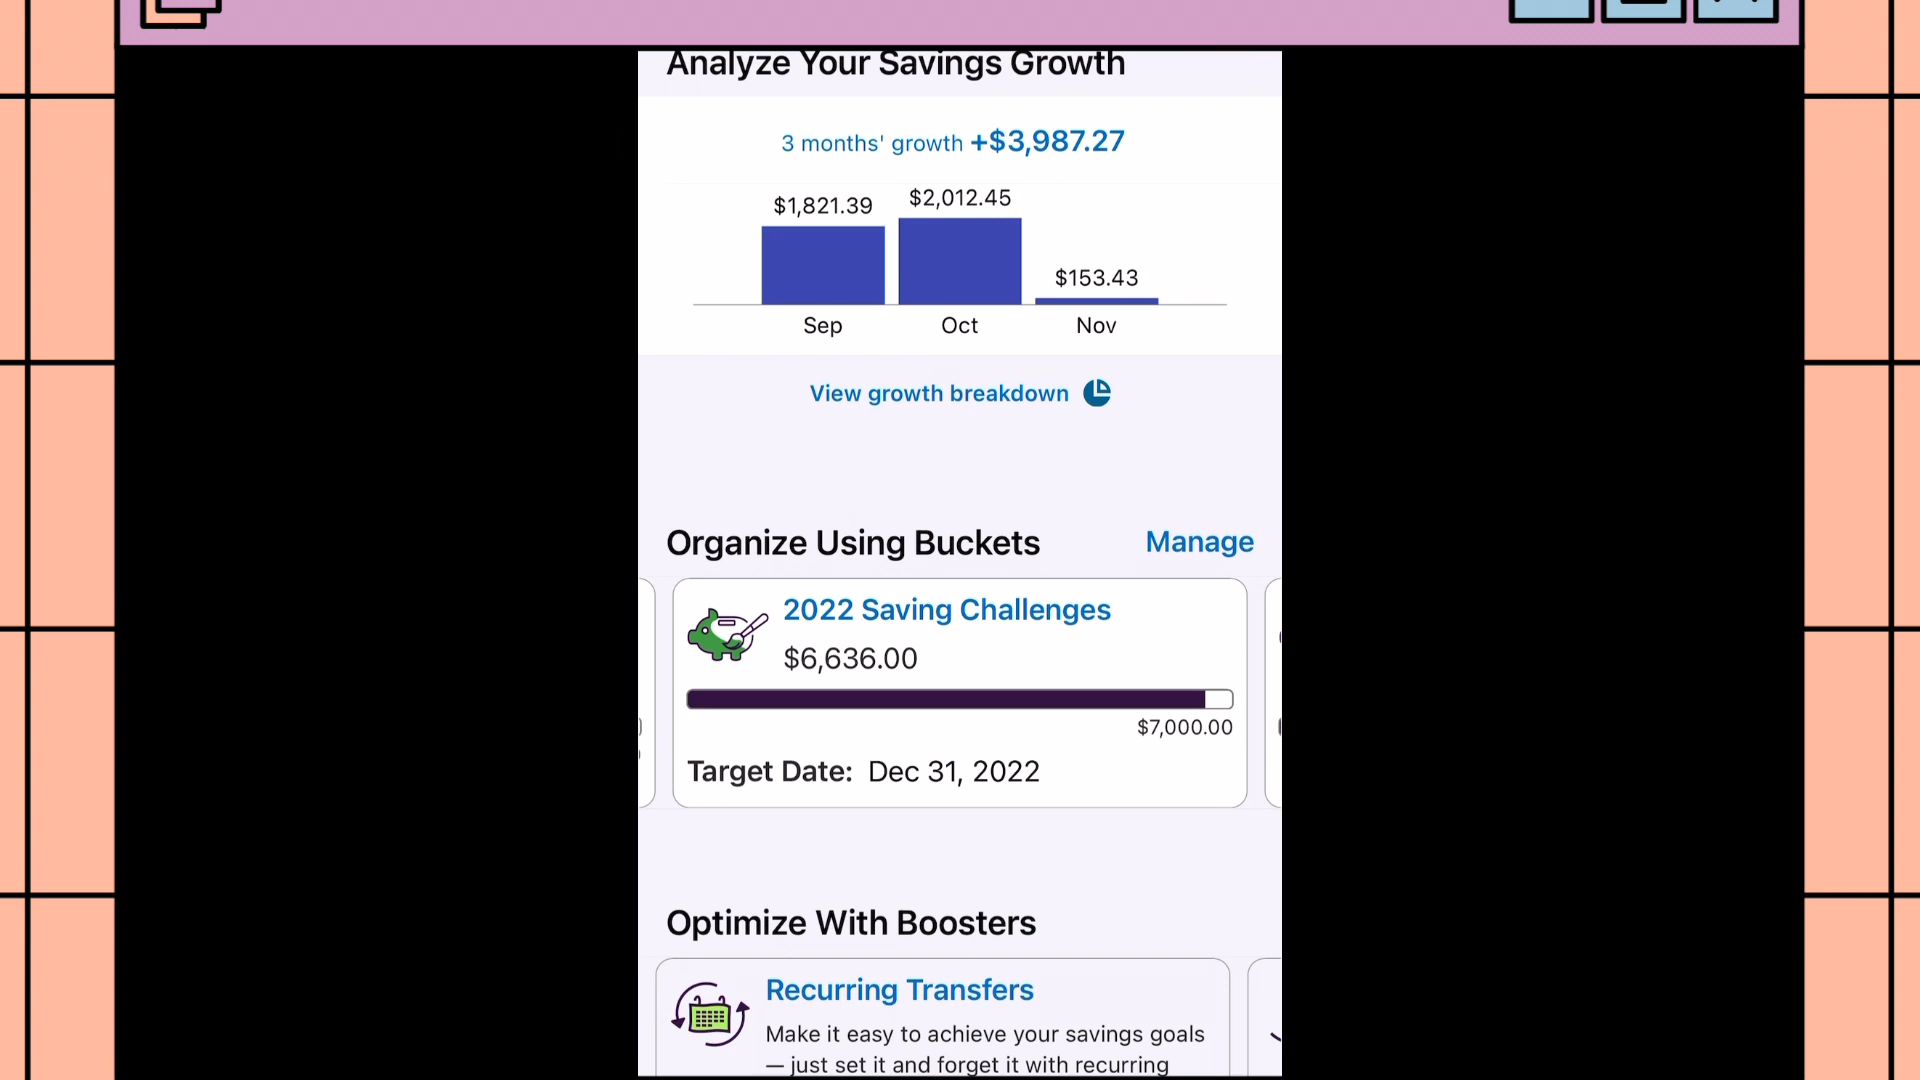 Analyze Your Savings Growth
3 months' growth +$3,987.27
$1,821.39
$2,012.45
$153.43
Sep
Oct
Nov
View growth breakdown
Organize Using Buckets
Manage
2022 Saving Challenges
$6,636.00
$7,000.00
Target Date: Dec 31, 2022
Optimize With Boosters
Recurring Transfers
Make it easy to achieve your savings goals
— just set it and forget it with recurring